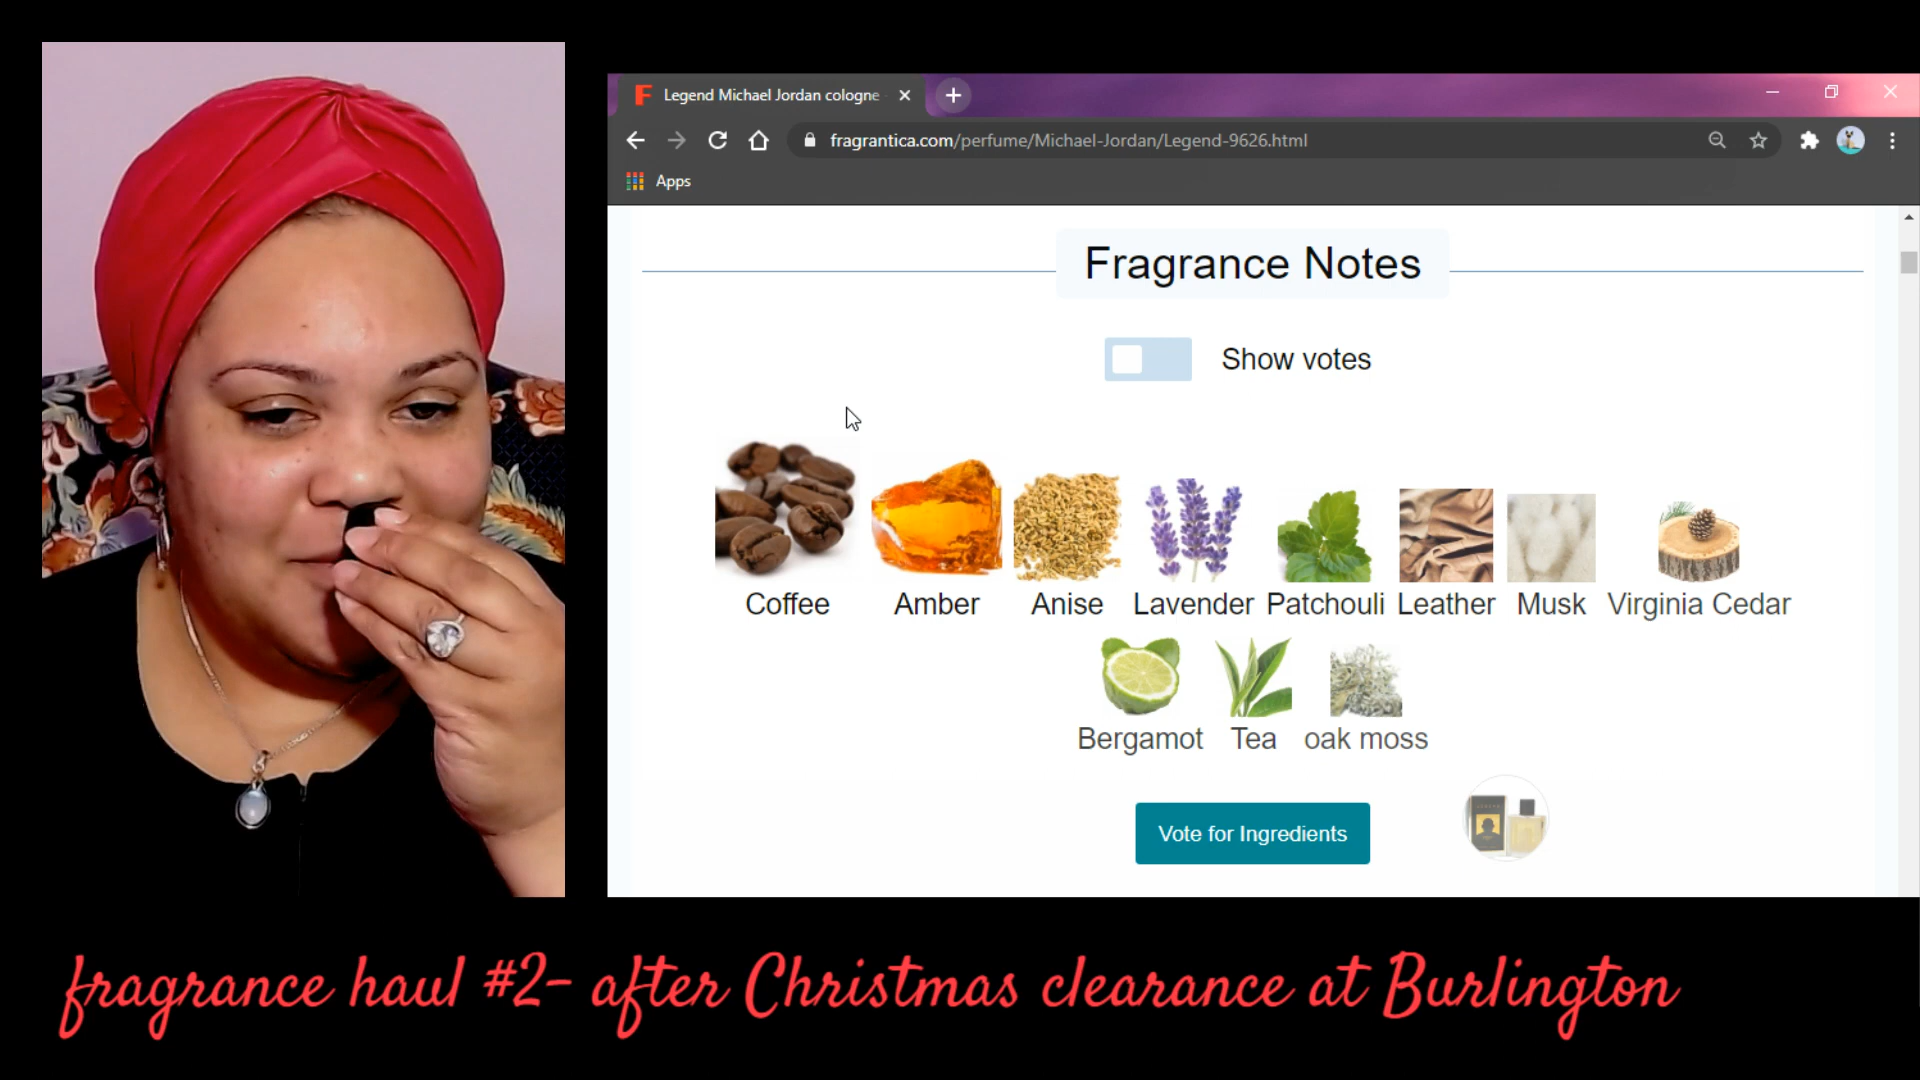 Legend Michael Jordan cologne
fragrantica.com/perfume/Michael-Jordan/Legend-9626.html
Apps
Fragrance Notes
Show votes
Coffee Amber Anise Lavender Patchouli Leather Musk Virginia Cedar
Bergamot Tea oak moss
Vote for Ingredients
fragrance haul #2- after Christmas clearance at Burlington